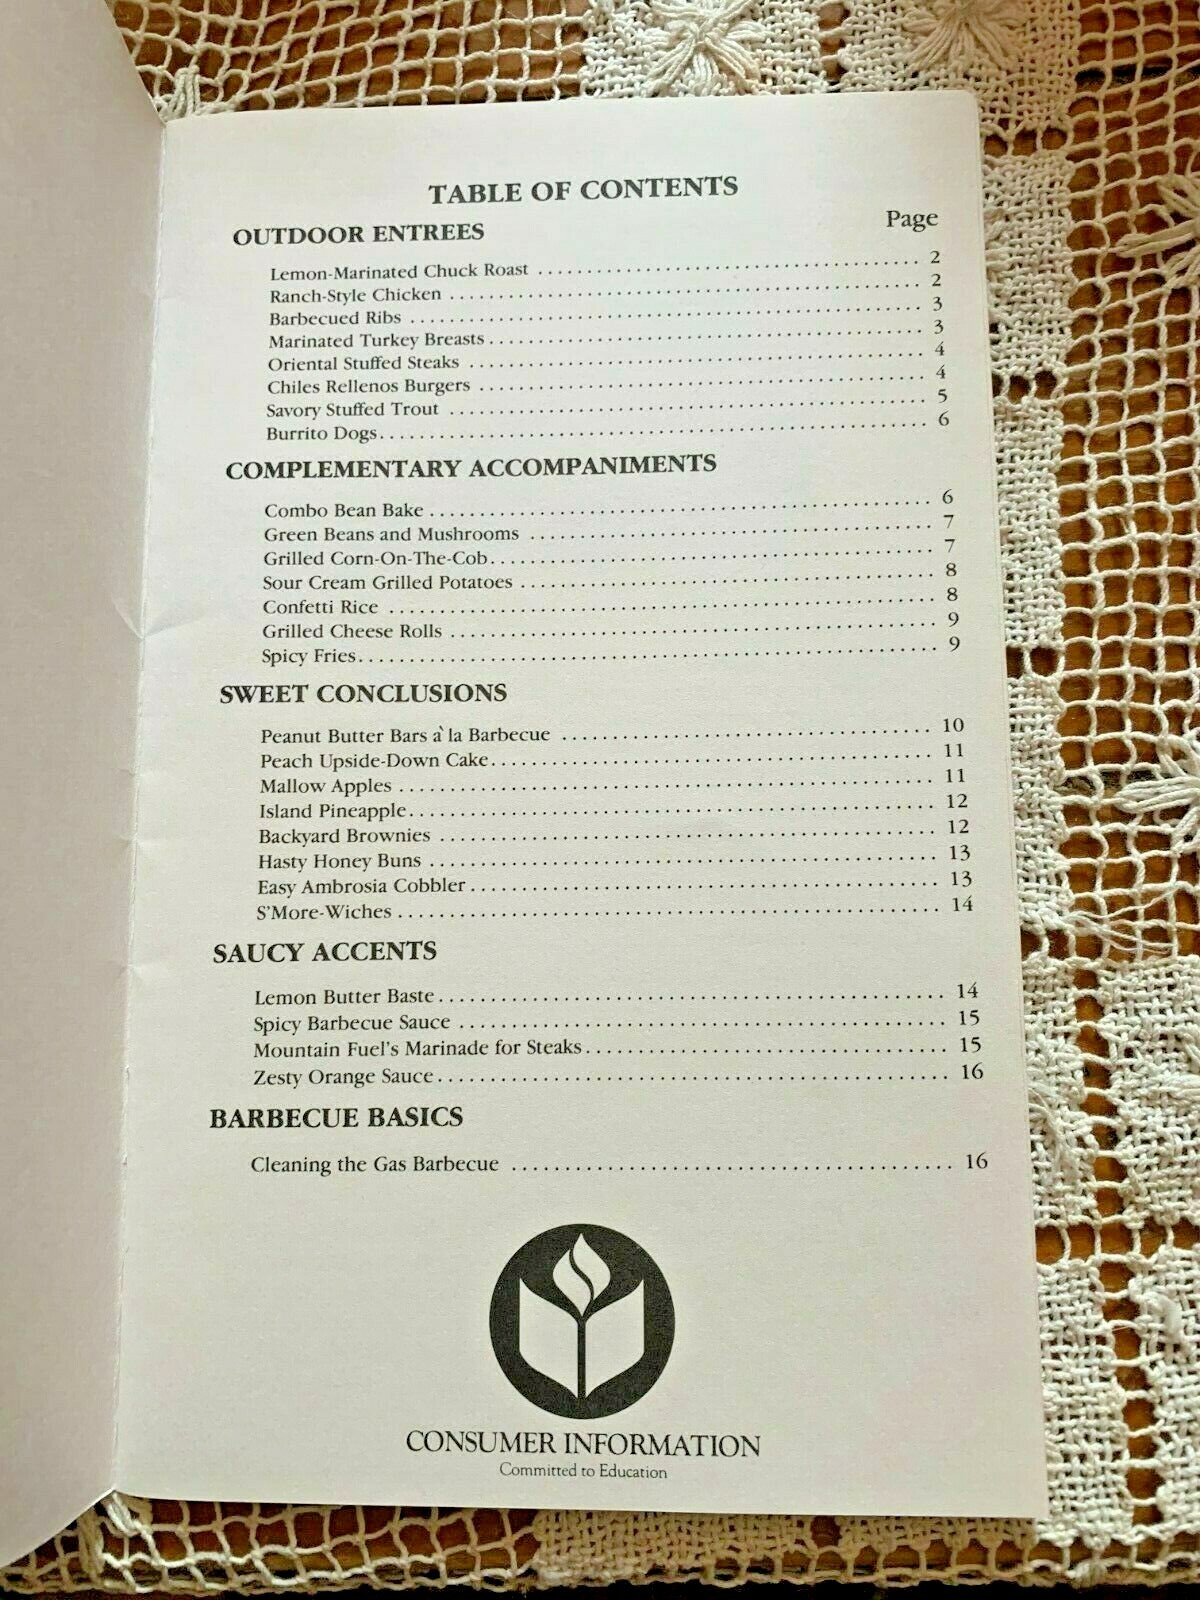 TABLE OF CONTENTS
Page
OUTDOOR ENTREES
Lemon-Marinated Chuck Roast ........................................ 2
Ranch-Style Chicken ........................................ 2
Barbecued Ribs ........................................ 3
Marinated Turkey Breasts ........................................ 3
Oriental Stuffed Steaks ........................................ 4
Chiles Rellenos Burgers ........................................ 4
Savory Stuffed Trout ........................................ 5
Burrito Dogs ........................................ 6
COMPLEMENTARY ACCOMPANIMENTS
Combo Bean Bake ........................................ 6
Green Beans and Mushrooms ........................................ 7
Grilled Corn-On-The-Cob ........................................ 7
Sour Cream Grilled Potatoes ........................................ 8
Confetti Rice ........................................ 8
Grilled Cheese Rolls ........................................ 9
Spicy Fries ........................................ 9
SWEET CONCLUSIONS
Peanut Butter Bars à la Barbecue ........................................ 10
Peach Upside-Down Cake ........................................ 11
Mallow Apples ........................................ 11
Island Pineapple ........................................ 12
Backyard Brownies ........................................ 12
Hasty Honey Buns ........................................ 13
Easy Ambrosia Cobbler ........................................ 13
S'More-Wiches ........................................ 14
SAUCY ACCENTS
Lemon Butter Baste ........................................ 14
Spicy Barbecue Sauce ........................................ 15
Mountain Fuel's Marinade for Steaks ........................................ 15
Zesty Orange Sauce ........................................ 16
BARBECUE BASICS
Cleaning the Gas Barbecue ........................................ 16
CONSUMER INFORMATION
Committed to Education